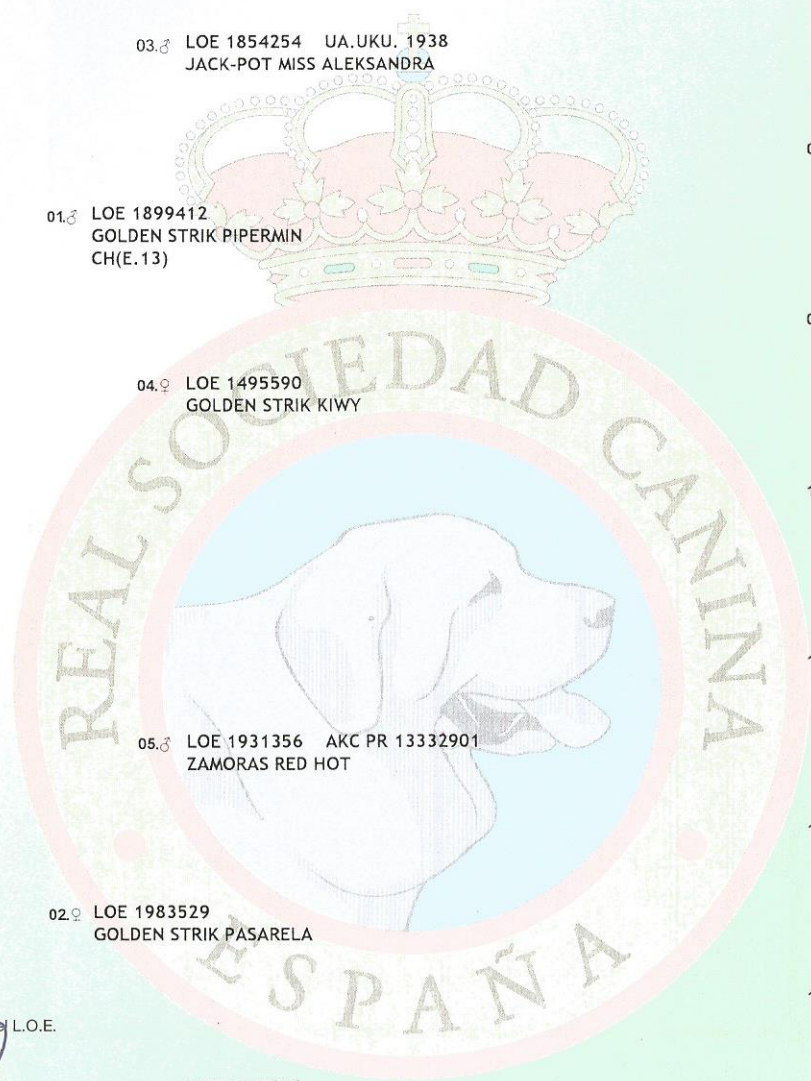 03.♂ LOE 1854254 UA.UKU. 1938
JACK-POT MISS ALEKSANDRA
01.♂ LOE 1899412
GOLDEN STRIK PIPERMIN
CH(E.13)
04.♀ LOE 1495590
GOLDEN STRIK KIWY
REAL SOCIEDAD CANINA
05.♂ LOE 1931356 AKC PR 13332901
ZAMORAS RED HOT
02.♀ LOE 1983529
GOLDEN STRIK PASARELA
ESPAÑA
L.O.E.